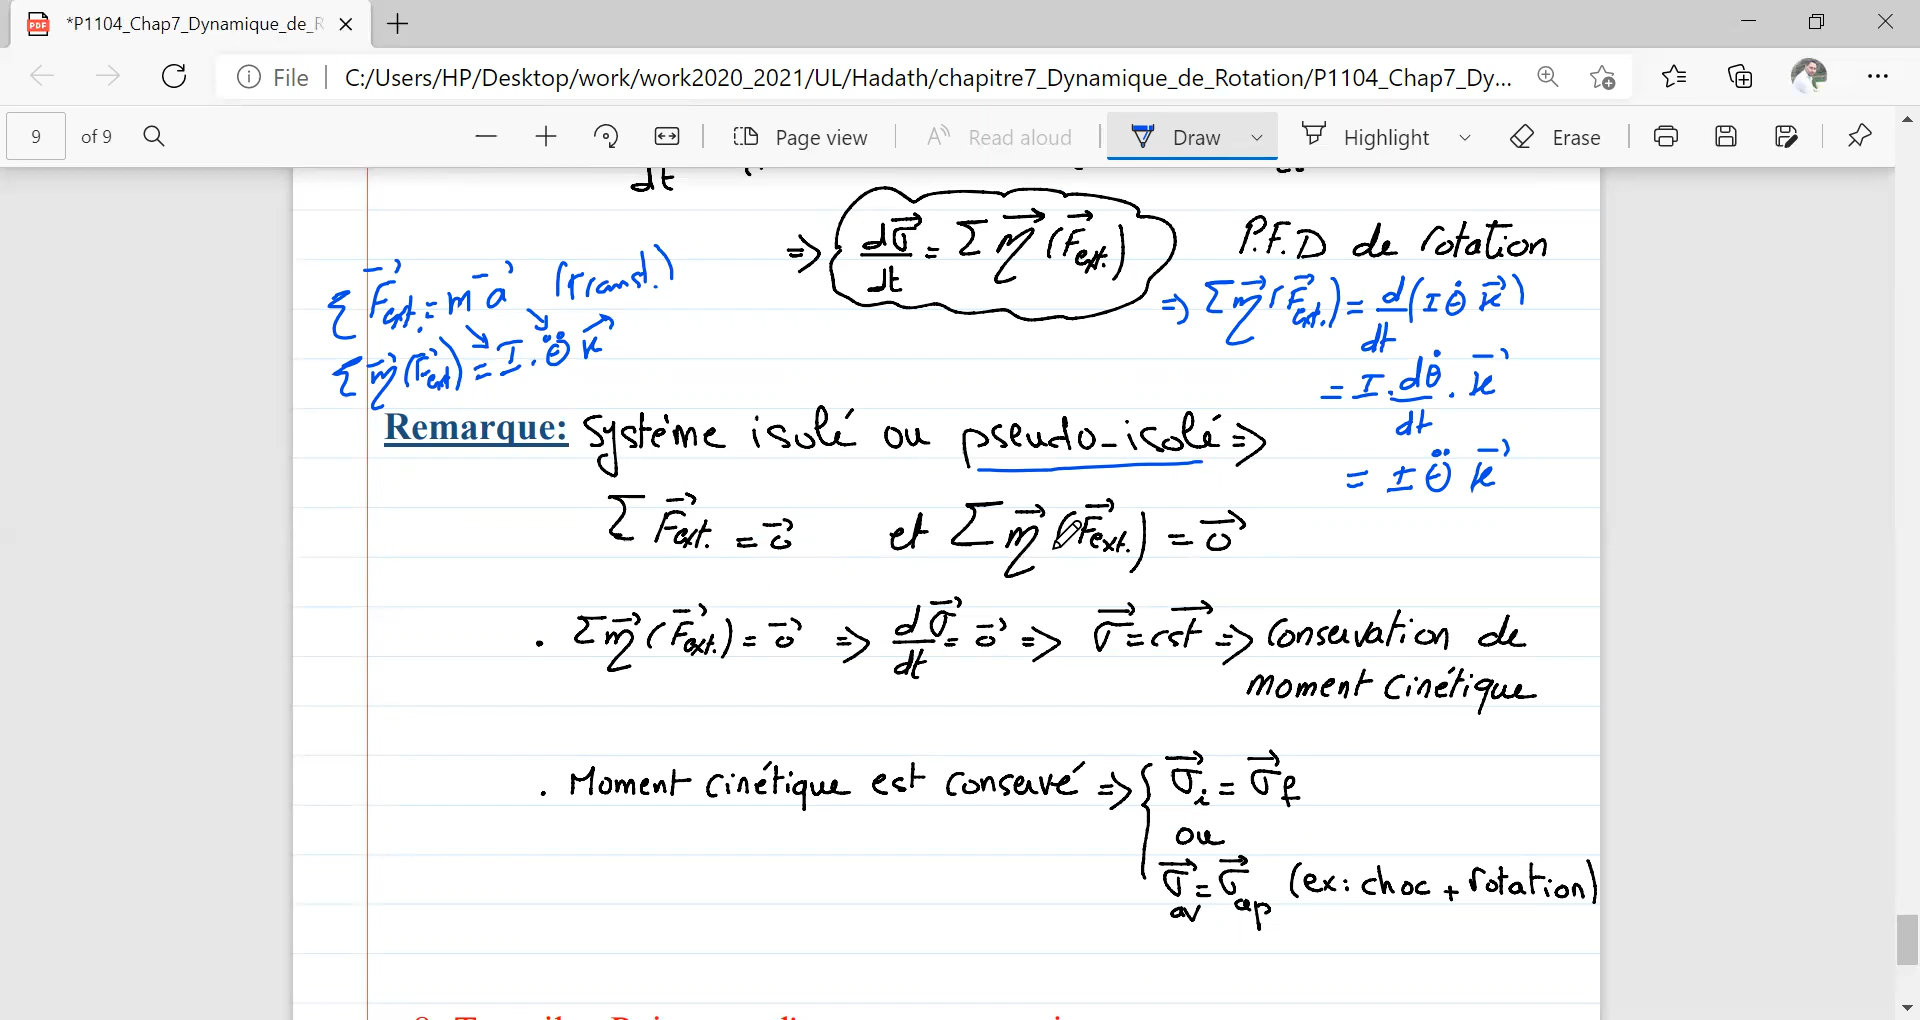 *P1104_Chap7_Dynamique_de_R
File | C:/Users/HP/Desktop/work/work2020_2021/UL/Hadath/chapitre7_Dynamique_de_Rotation/P1104_Chap7_Dy...
9 of 9 Page view Read aloud Draw Highlight Erase
dt
⇒ dσ⃗/dt = Σ m⃗ (F⃗ext.) P.F.D de rotation
Σ F⃗ext. = m a⃗ (transl.)
Σ m⃗ (F⃗ext) = I . θ̈ k⃗
⇒ Σ m⃗ (F⃗ext.) = d/dt (I θ̇ k⃗)
= I . dθ̇/dt . k⃗
= I θ̈ k⃗
Remarque: Système isolé ou pseudo-isolé ⇒
Σ F⃗ext. = 0⃗ et Σ m⃗ (F⃗ext.) = 0⃗
. Σ m⃗ (F⃗ext.) = 0⃗ ⇒ dσ⃗/dt = 0⃗ ⇒ σ⃗ = cst⃗ ⇒ conservation de
moment cinétique
. Moment cinétique est conservé ⇒ { σ⃗i = σ⃗f
ou
σ⃗av = σ⃗ap (ex: choc + rotation)